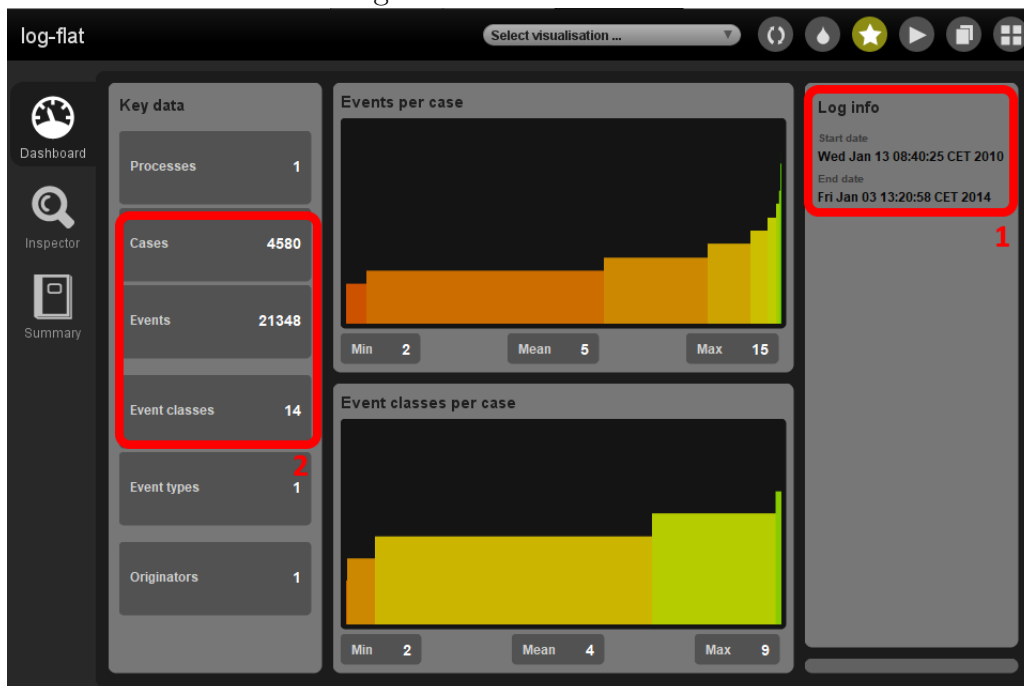 log-flat
Select visualisation ...
Dashboard
Inspector
Summary
Key data
Processes 1
Cases 4580
Events 21348
Event classes 14
2
Event types 1
Originators 1
Events per case
Min 2 Mean 5 Max 15
Event classes per case
Min 2 Mean 4 Max 9
Log info
Start date
Wed Jan 13 08:40:25 CET 2010
End date
Fri Jan 03 13:20:58 CET 2014
1